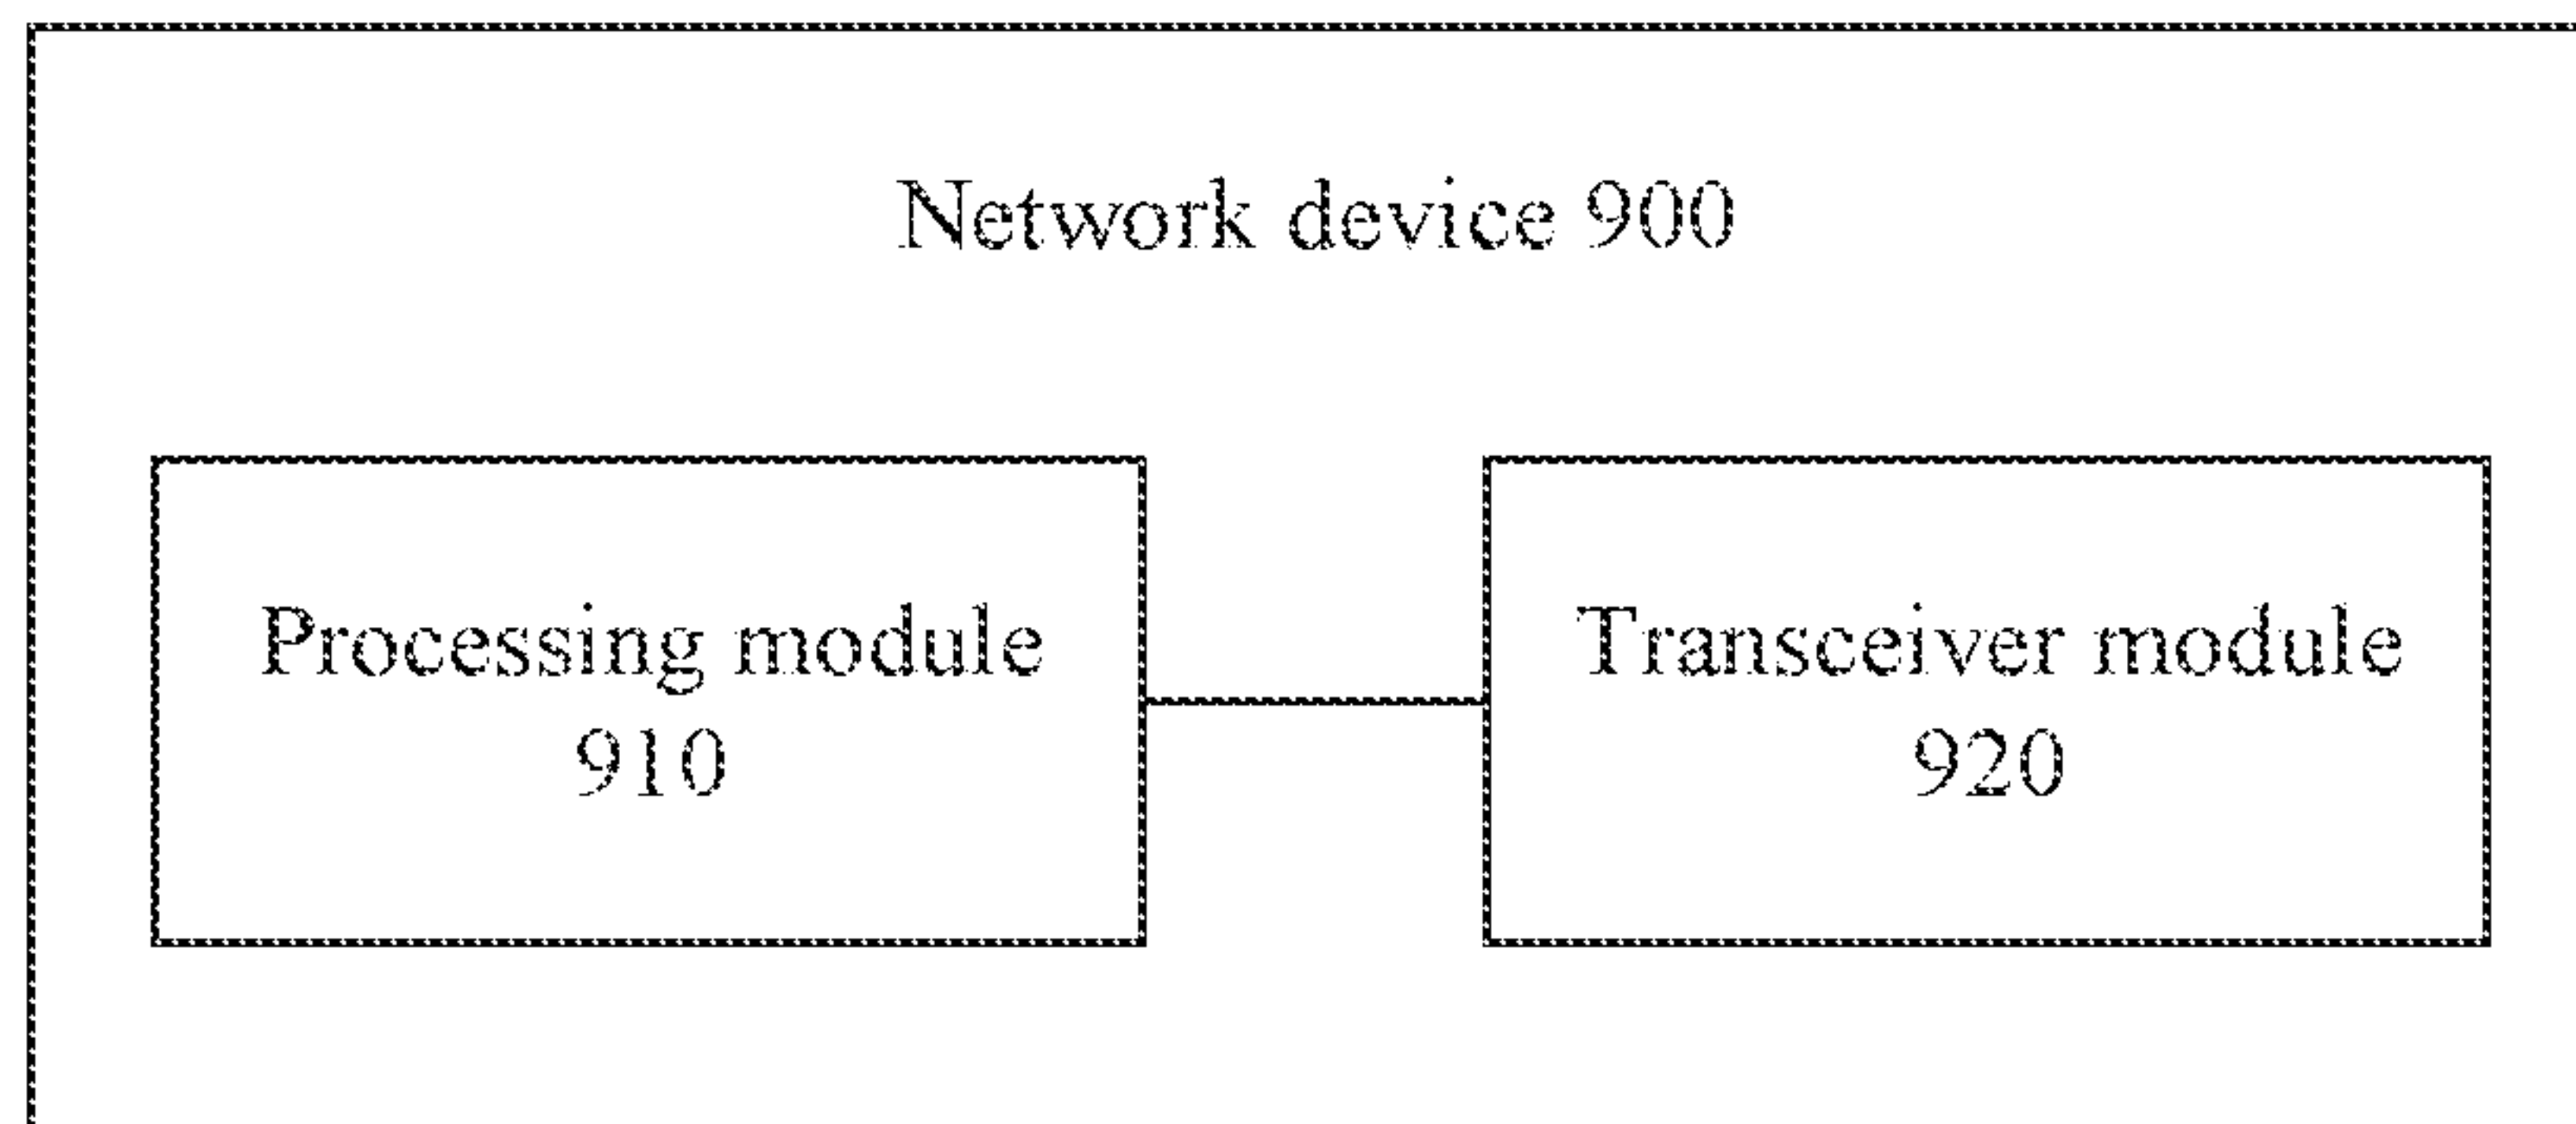 Network device 900
Processing module
910
Transceiver module
920